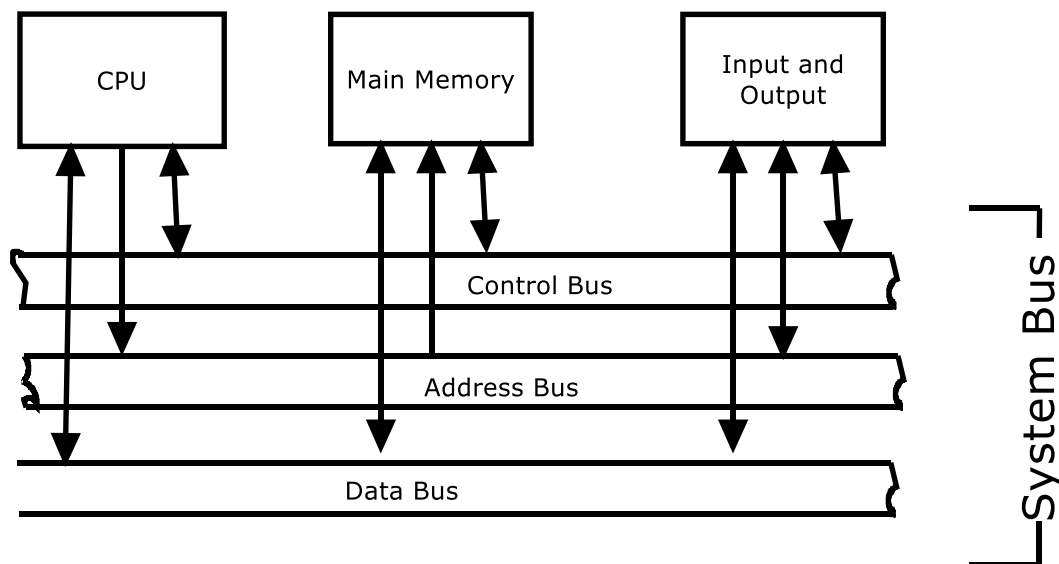 CPU
Main Memory
Input and
Output
Control Bus
Address Bus
Data Bus
System Bus